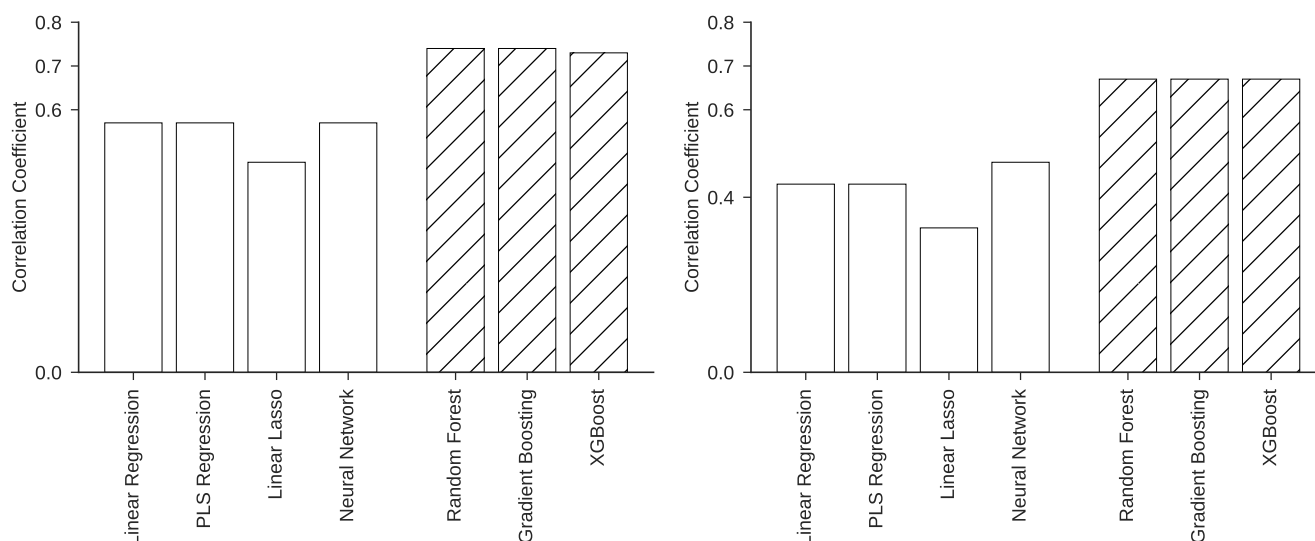 0.8
0.7
0.6
0.0
Correlation Coefficient
Linear Regression
PLS Regression
Linear Lasso
Neural Network
Random Forest
Gradient Boosting
XGBoost
0.8
0.7
0.6
0.4
0.0
Correlation Coefficient
Linear Regression
PLS Regression
Linear Lasso
Neural Network
Random Forest
Gradient Boosting
XGBoost